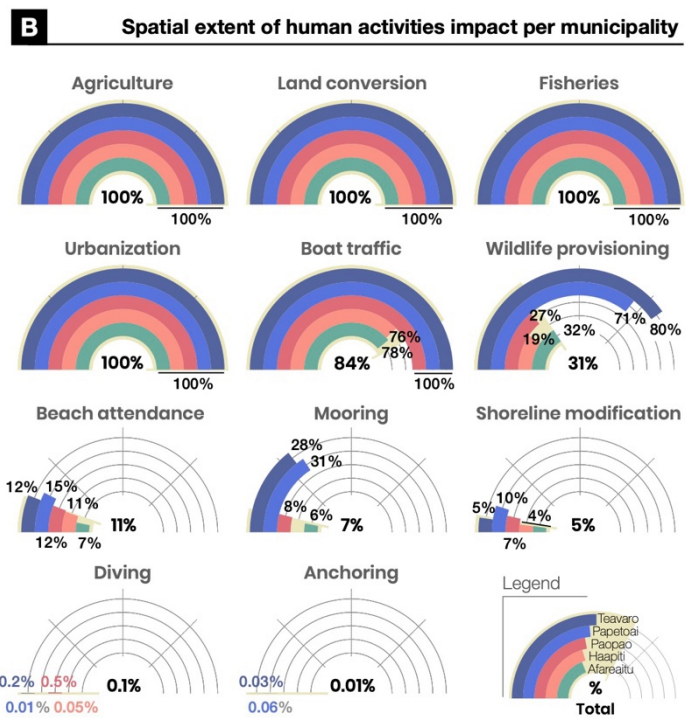 B
Spatial extent of human activities impact per municipality
Agriculture
100%
100%
Land conversion
100%
100%
Fisheries
100%
100%
Urbanization
100%
100%
Boat traffic
76%
78%
84%
100%
Wildlife provisioning
27%
32%
71%
80%
19%
31%
Beach attendance
12%
15%
11%
11%
12%
7%
Mooring
28%
31%
8%
6%
7%
Shoreline modification
5%
10%
4%
5%
7%
Diving
0.2%
0.5%
0.1%
0.01%
0.05%
Anchoring
0.03%
0.01%
0.06%
Legend
Teavaro
Papetoai
Paopao
Haapiti
Afareaitu
%
Total